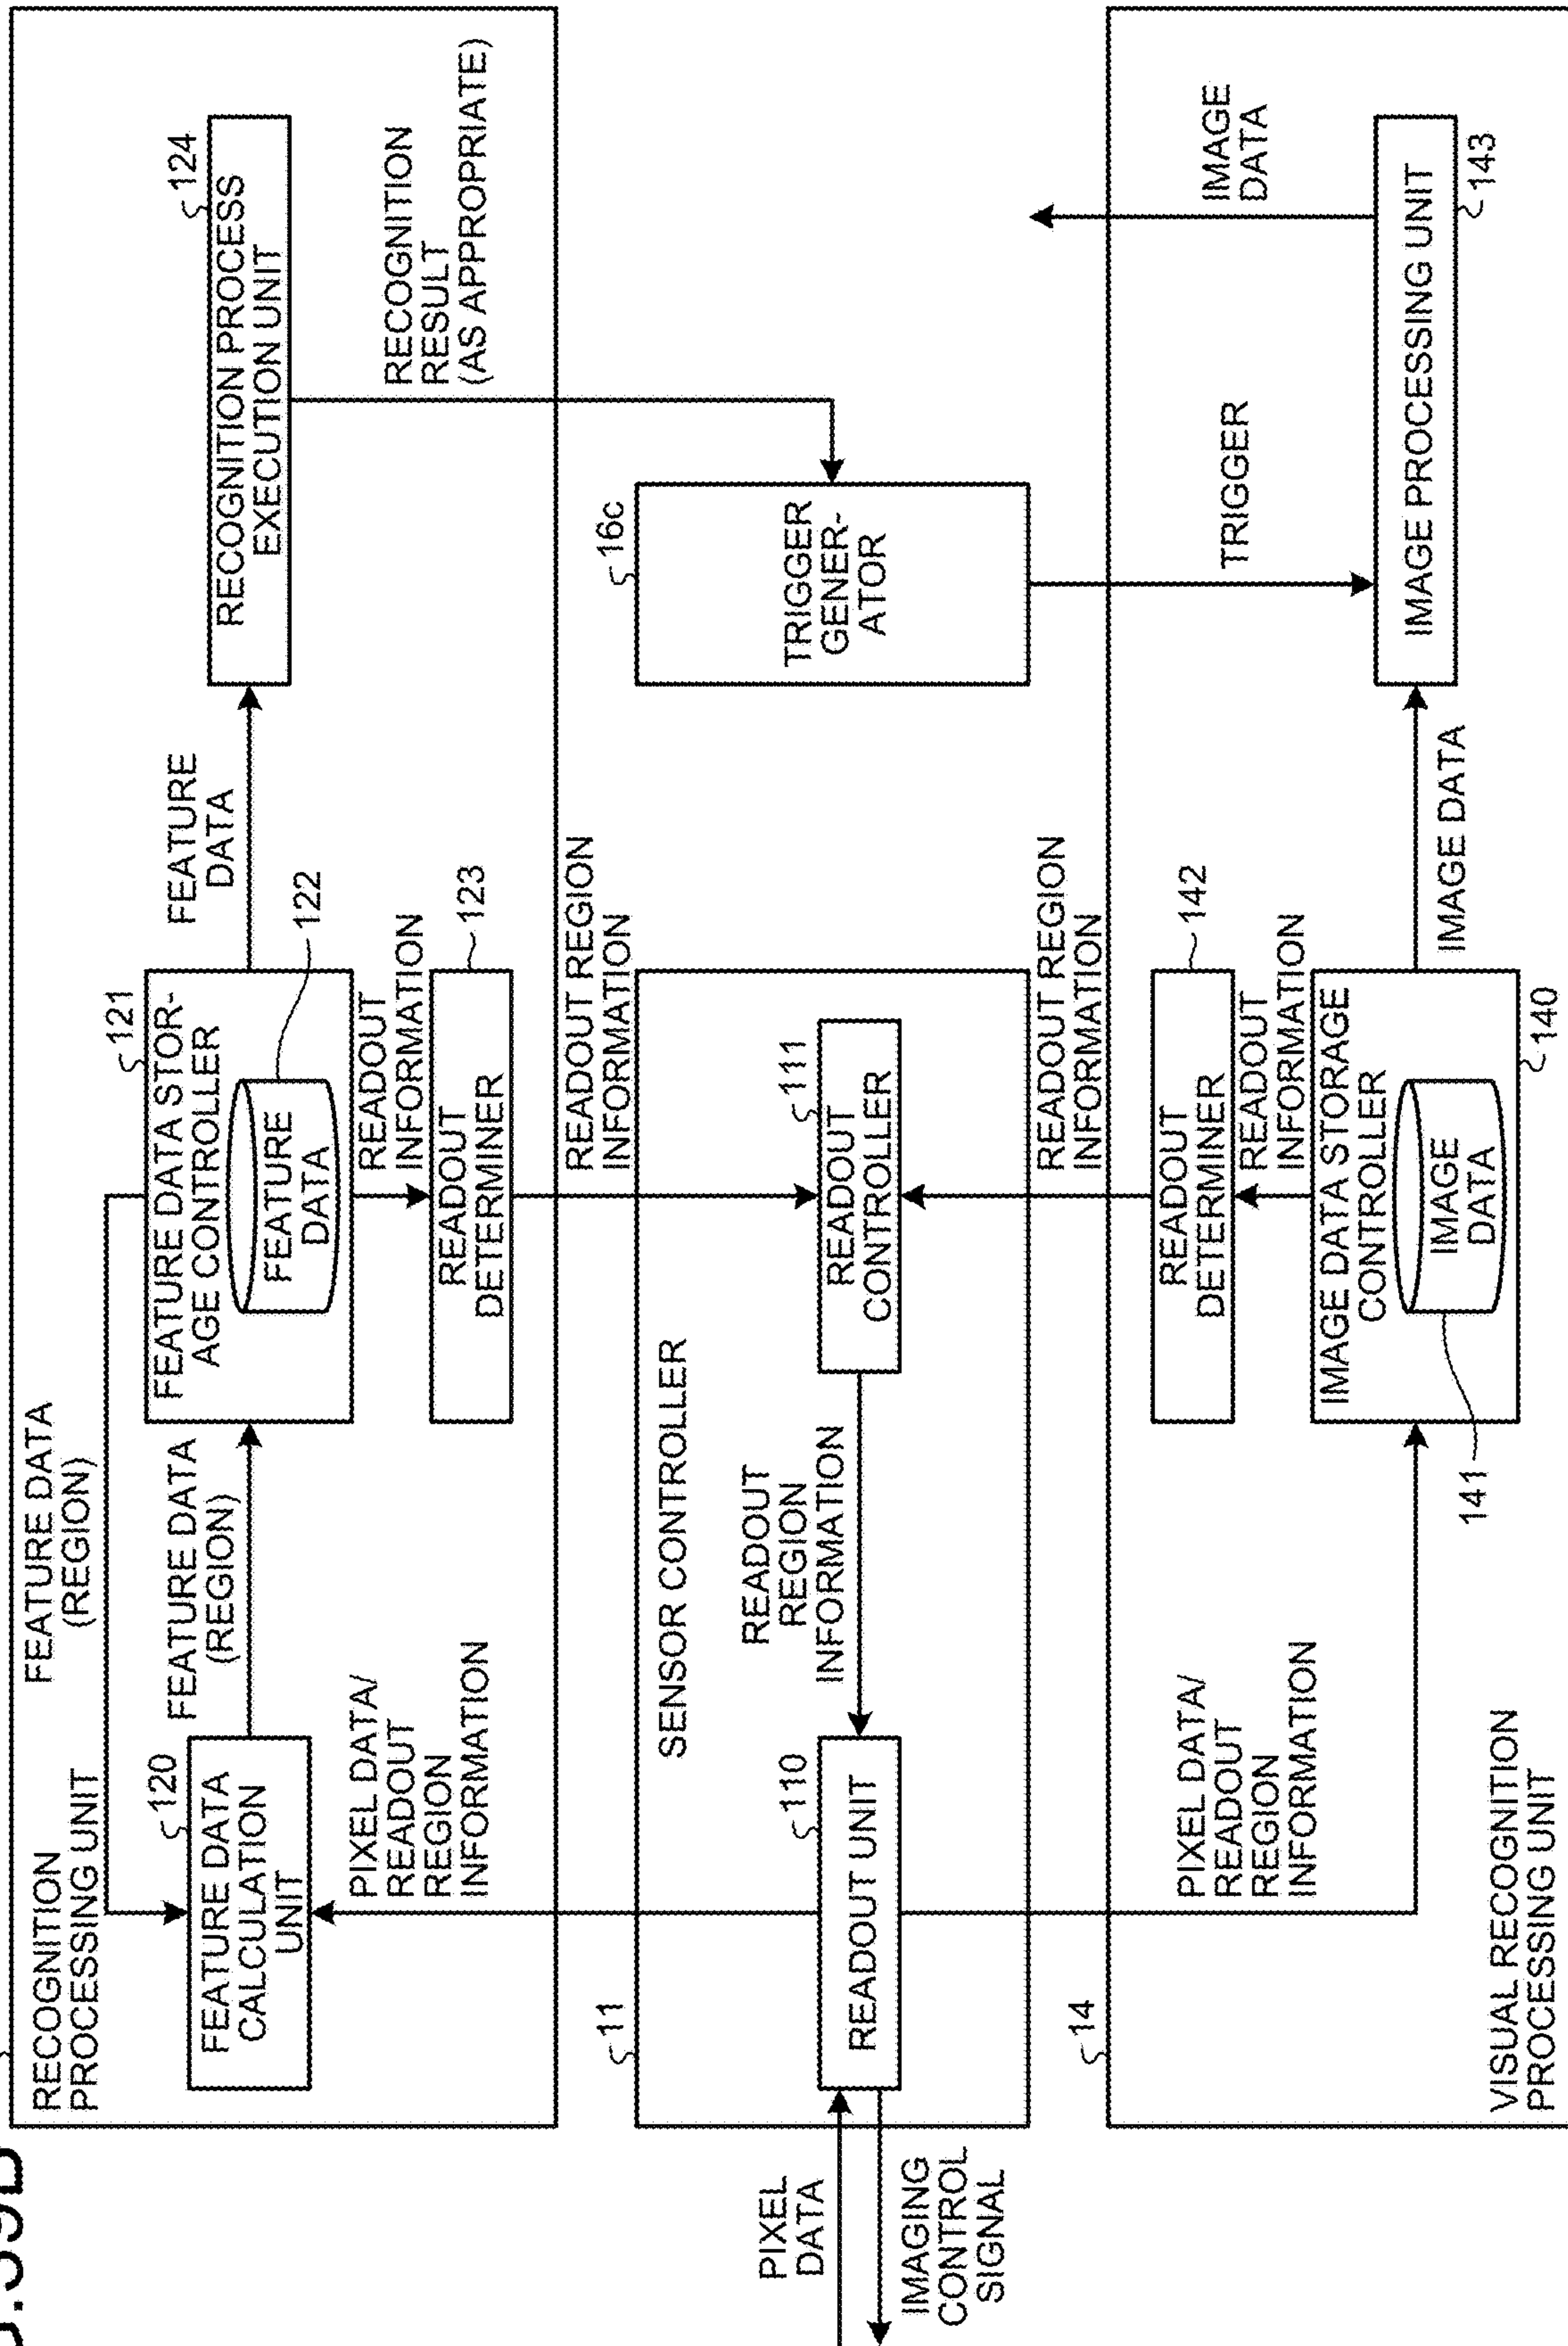 RECOGNITION
PROCESSING UNIT
FEATURE DATA
(REGION)
120
FEATURE DATA
CALCULATION
UNIT
FEATURE DATA
(REGION)
121
FEATURE DATA STOR-
AGE CONTROLLER
FEATURE
DATA
122
FEATURE
DATA
124
RECOGNITION PROCESS
EXECUTION UNIT
PIXEL DATA/
READOUT
REGION
INFORMATION
READOUT
INFORMATION
READOUT
DETERMINER
123
RECOGNITION
RESULT
(AS APPROPRIATE)
READOUT REGION
INFORMATION
11
SENSOR CONTROLLER
PIXEL
DATA
IMAGING
CONTROL
SIGNAL
110
READOUT UNIT
READOUT
REGION
INFORMATION
111
READOUT
CONTROLLER
16c
TRIGGER
GENER-
ATOR
READOUT REGION
INFORMATION
14
PIXEL DATA/
READOUT
REGION
INFORMATION
READOUT
DETERMINER
142
READOUT
INFORMATION
TRIGGER
IMAGE
DATA
IMAGE DATA STORAGE
CONTROLLER
IMAGE
DATA
141
140
IMAGE DATA
IMAGE PROCESSING UNIT
143
VISUAL RECOGNITION
PROCESSING UNIT